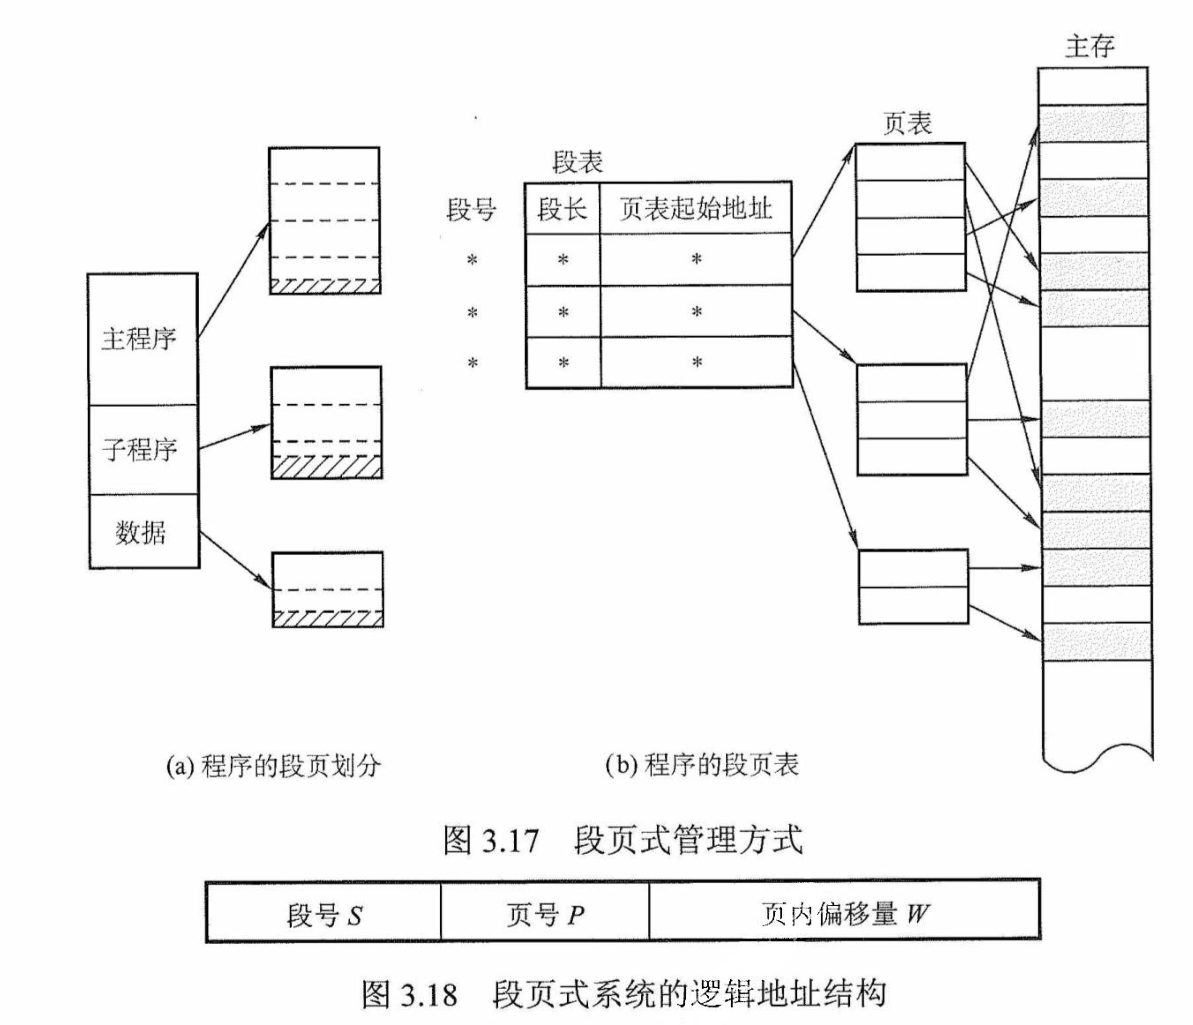 主存
页表
段表
段号 段长 页表起始地址
* * *
* * *
* * *
主程序
子程序
数据
(a) 程序的段页划分
(b) 程序的段页表
图 3.17 段页式管理方式
段号 S 页号 P 页内偏移量 W
图 3.18 段页式系统的逻辑地址结构